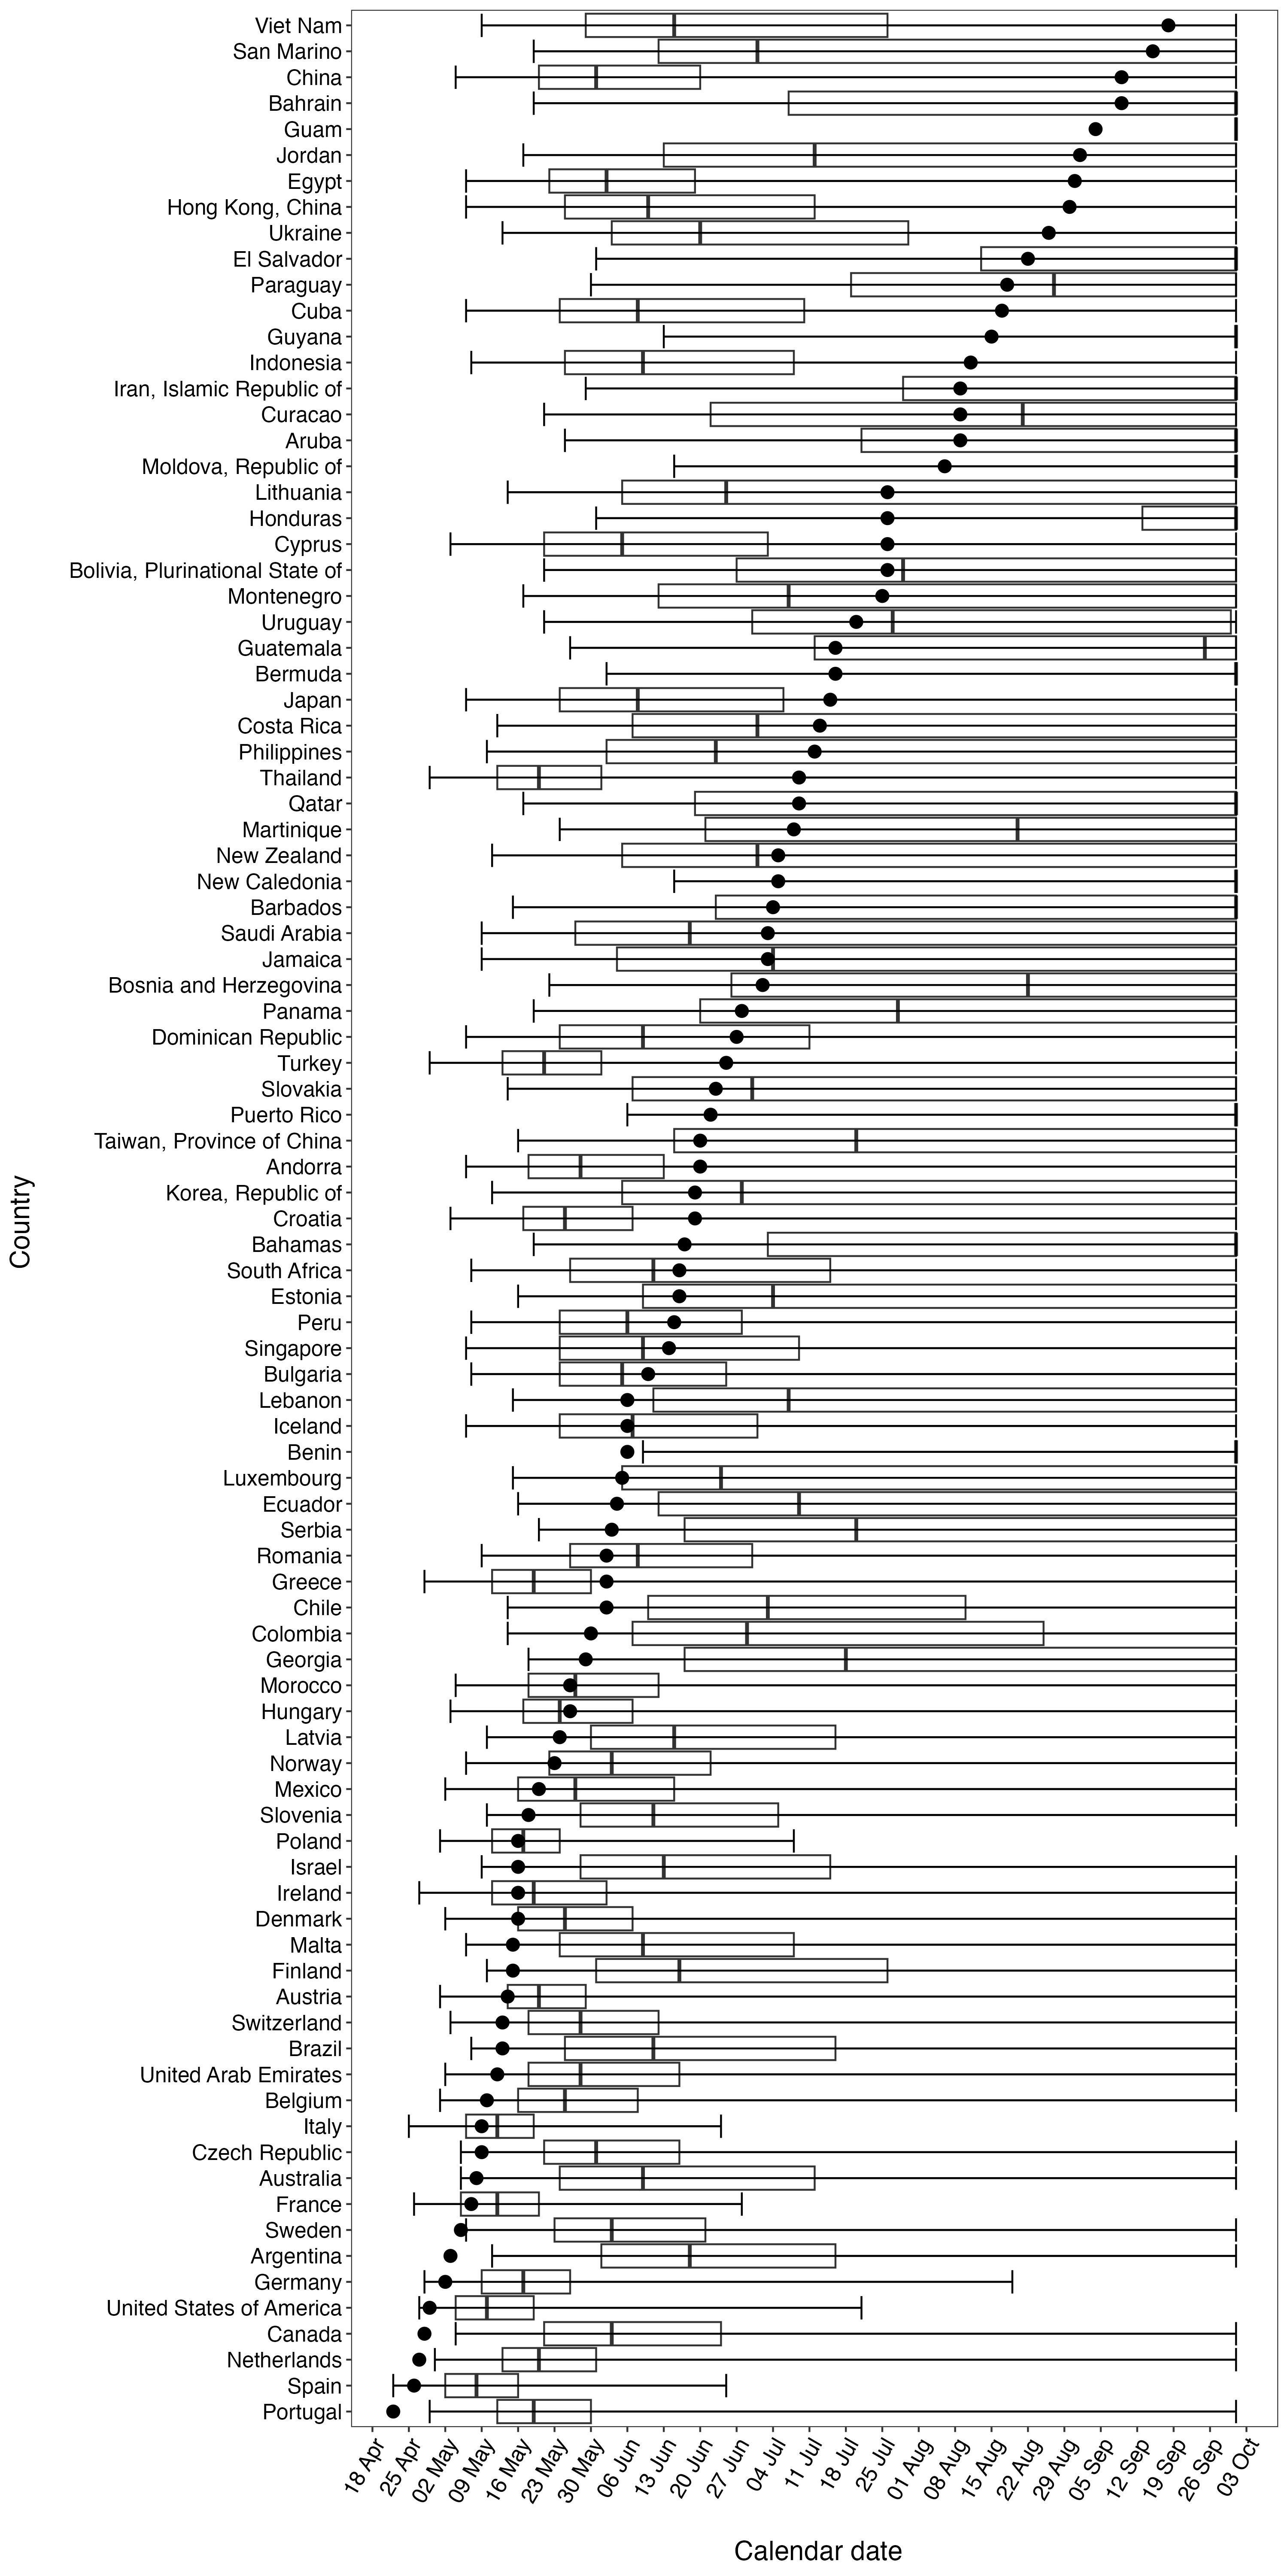 Viet Nam
San Marino
China
Bahrain
Guam
Jordan
Egypt
Hong Kong, China
Ukraine
El Salvador
Paraguay
Cuba
Guyana
Indonesia
Iran, Islamic Republic of
Curacao
Aruba
Moldova, Republic of
Lithuania
Honduras
Cyprus
Bolivia, Plurinational State of
Montenegro
Uruguay
Guatemala
Bermuda
Japan
Costa Rica
Philippines
Thailand
Qatar
Martinique
New Zealand
New Caledonia
Barbados
Saudi Arabia
Jamaica
Bosnia and Herzegovina
Panama
Dominican Republic
Turkey
Slovakia
Puerto Rico
Taiwan, Province of China
Andorra
Korea, Republic of
Croatia
Bahamas
South Africa
Estonia
Peru
Singapore
Bulgaria
Lebanon
Iceland
Benin
Luxembourg
Ecuador
Serbia
Romania
Greece
Chile
Colombia
Georgia
Morocco
Hungary
Latvia
Norway
Mexico
Slovenia
Poland
Israel
Ireland
Denmark
Malta
Finland
Austria
Switzerland
Brazil
United Arab Emirates
Belgium
Italy
Czech Republic
Australia
France
Sweden
Argentina
Germany
United States of America
Canada
Netherlands
Spain
Portugal
Country
18 Apr
25 Apr
02 May
09 May
16 May
23 May
30 May
06 Jun
13 Jun
20 Jun
27 Jun
04 Jul
11 Jul
18 Jul
25 Jul
01 Aug
08 Aug
15 Aug
22 Aug
29 Aug
05 Sep
12 Sep
19 Sep
26 Sep
03 Oct
Calendar date